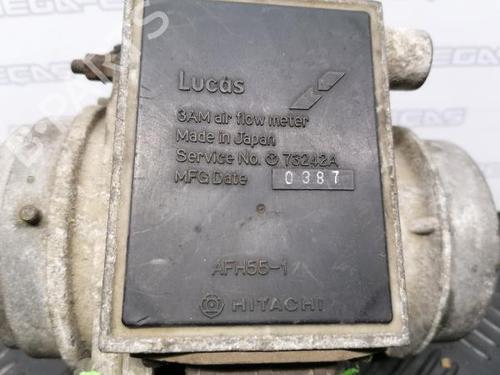 Lucas
3AM air flow meter
Made in Japan
Service No. 73242A
MFG Date 0387
AFH55-1
HITACHI